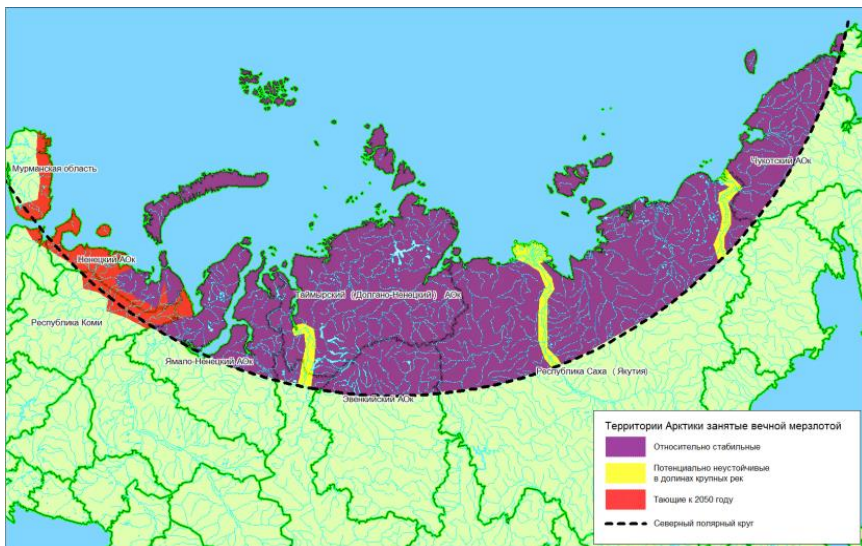 Мурманская область
Чукотский АОк
Ненецкий АОк
Таймырский (Долгано-Ненецкий) АОк
Республика Коми
Ямало-Ненецкий АОк
Республика Саха (Якутия)
Эвенкийский АОк
Территории Арктики занятые вечной мерзлотой
Относительно стабильные
Потенциально неустойчивые
в долинах крупных рек
Тающие к 2050 году
Северный полярный круг